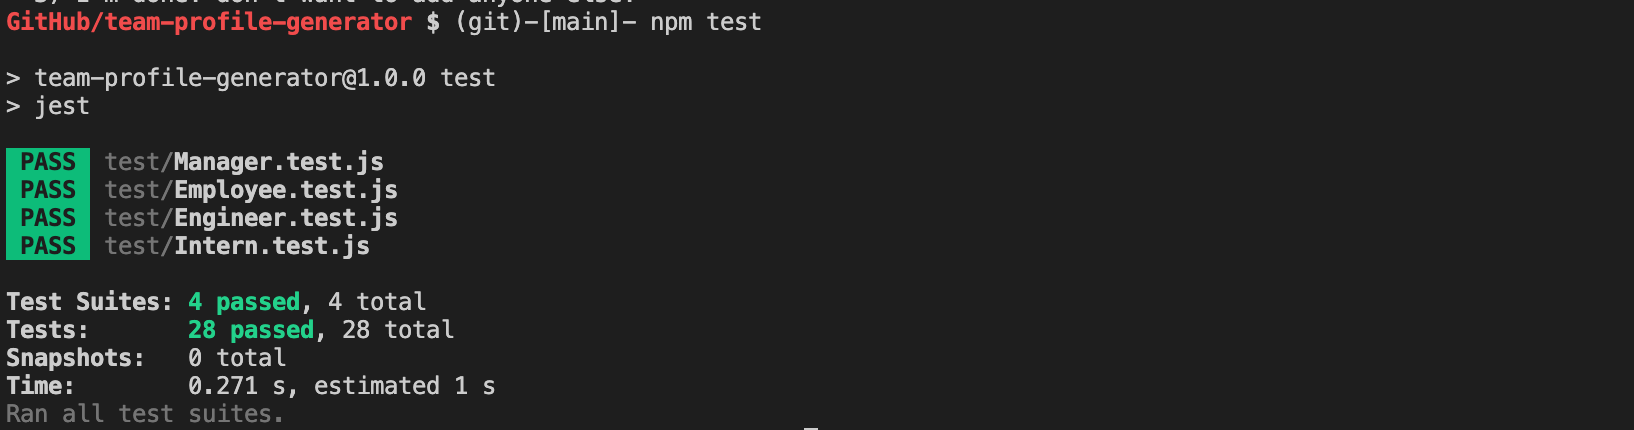 GitHub/team-profile-generator $ (git)-[main]- npm test
> team-profile-generator@1.0.0 test
> jest
PASS test/Manager.test.js
PASS test/Employee.test.js
PASS test/Engineer.test.js
PASS test/Intern.test.js
Test Suites: 4 passed, 4 total
Tests: 28 passed, 28 total
Snapshots: 0 total
Time: 0.271 s, estimated 1 s
Ran all test suites.